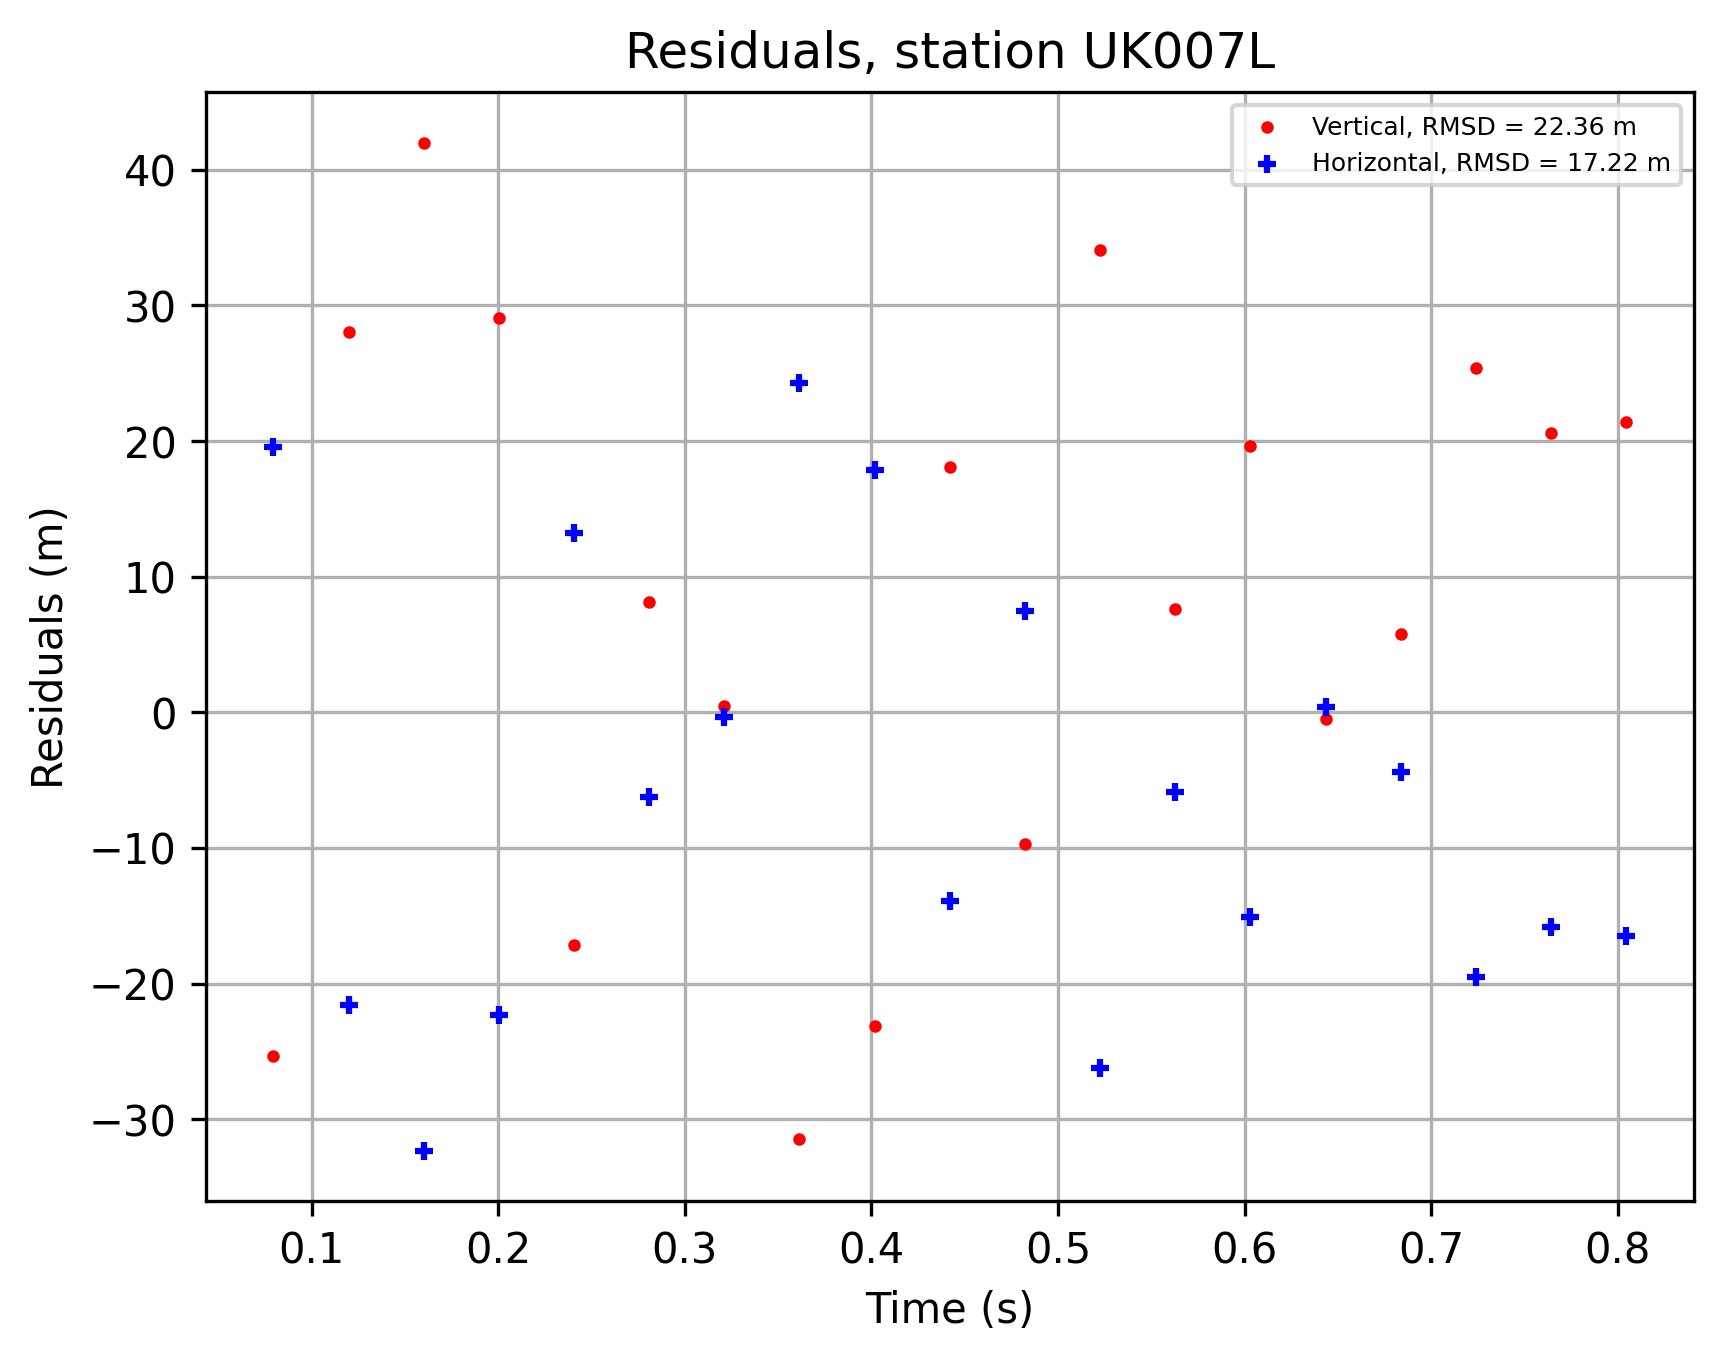 Residuals, station UK007L
Vertical, RMSD = 22.36 m
Horizontal, RMSD = 17.22 m
Residuals (m)
40
30
20
10
0
−10
−20
−30
0.1 0.2 0.3 0.4 0.5 0.6 0.7 0.8
Time (s)